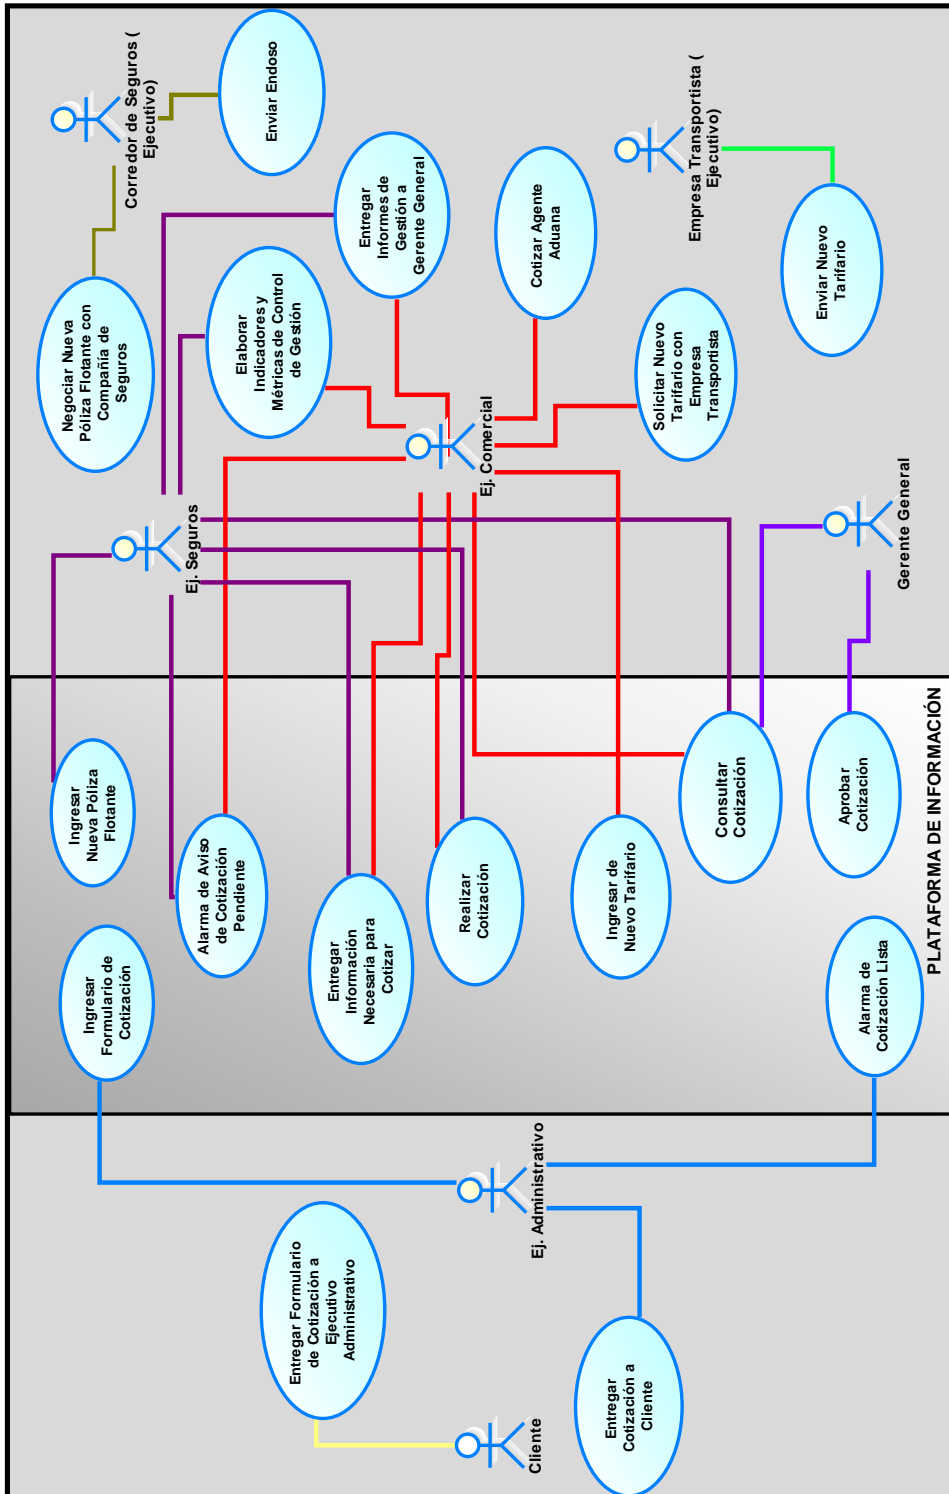 Cliente
Entregar Formulario
de Cotización a
Ejecutivo
Administrativo
Entregar
Cotización a
Cliente
Ej. Administrativo
PLATAFORMA DE INFORMACIÓN
Ingresar
Formulario de
Cotización
Ingresar
Nueva Póliza
Flotante
Alarma de Aviso
de Cotización
Pendiente
Entregar
Información
Necesaria para
Cotizar
Realizar
Cotización
Ingresar de
Nuevo Tarifario
Consultar
Cotización
Aprobar
Cotización
Alarma de
Cotización Lista
Ej. Seguros
Ej. Comercial
Gerente General
Negociar Nueva
Póliza Flotante con
Compañía de
Seguros
Elaborar
Indicadores y
Métricas de Control
de Gestión
Entregar
Informes de
Gestión a
Gerente General
Cotizar Agente
Aduana
Solicitar Nuevo
Tarifario con
Empresa
Transportista
Enviar Nuevo
Tarifario
Corredor de Seguros (
Ejecutivo)
Enviar Endoso
Empresa Transportista (
Ejecutivo)